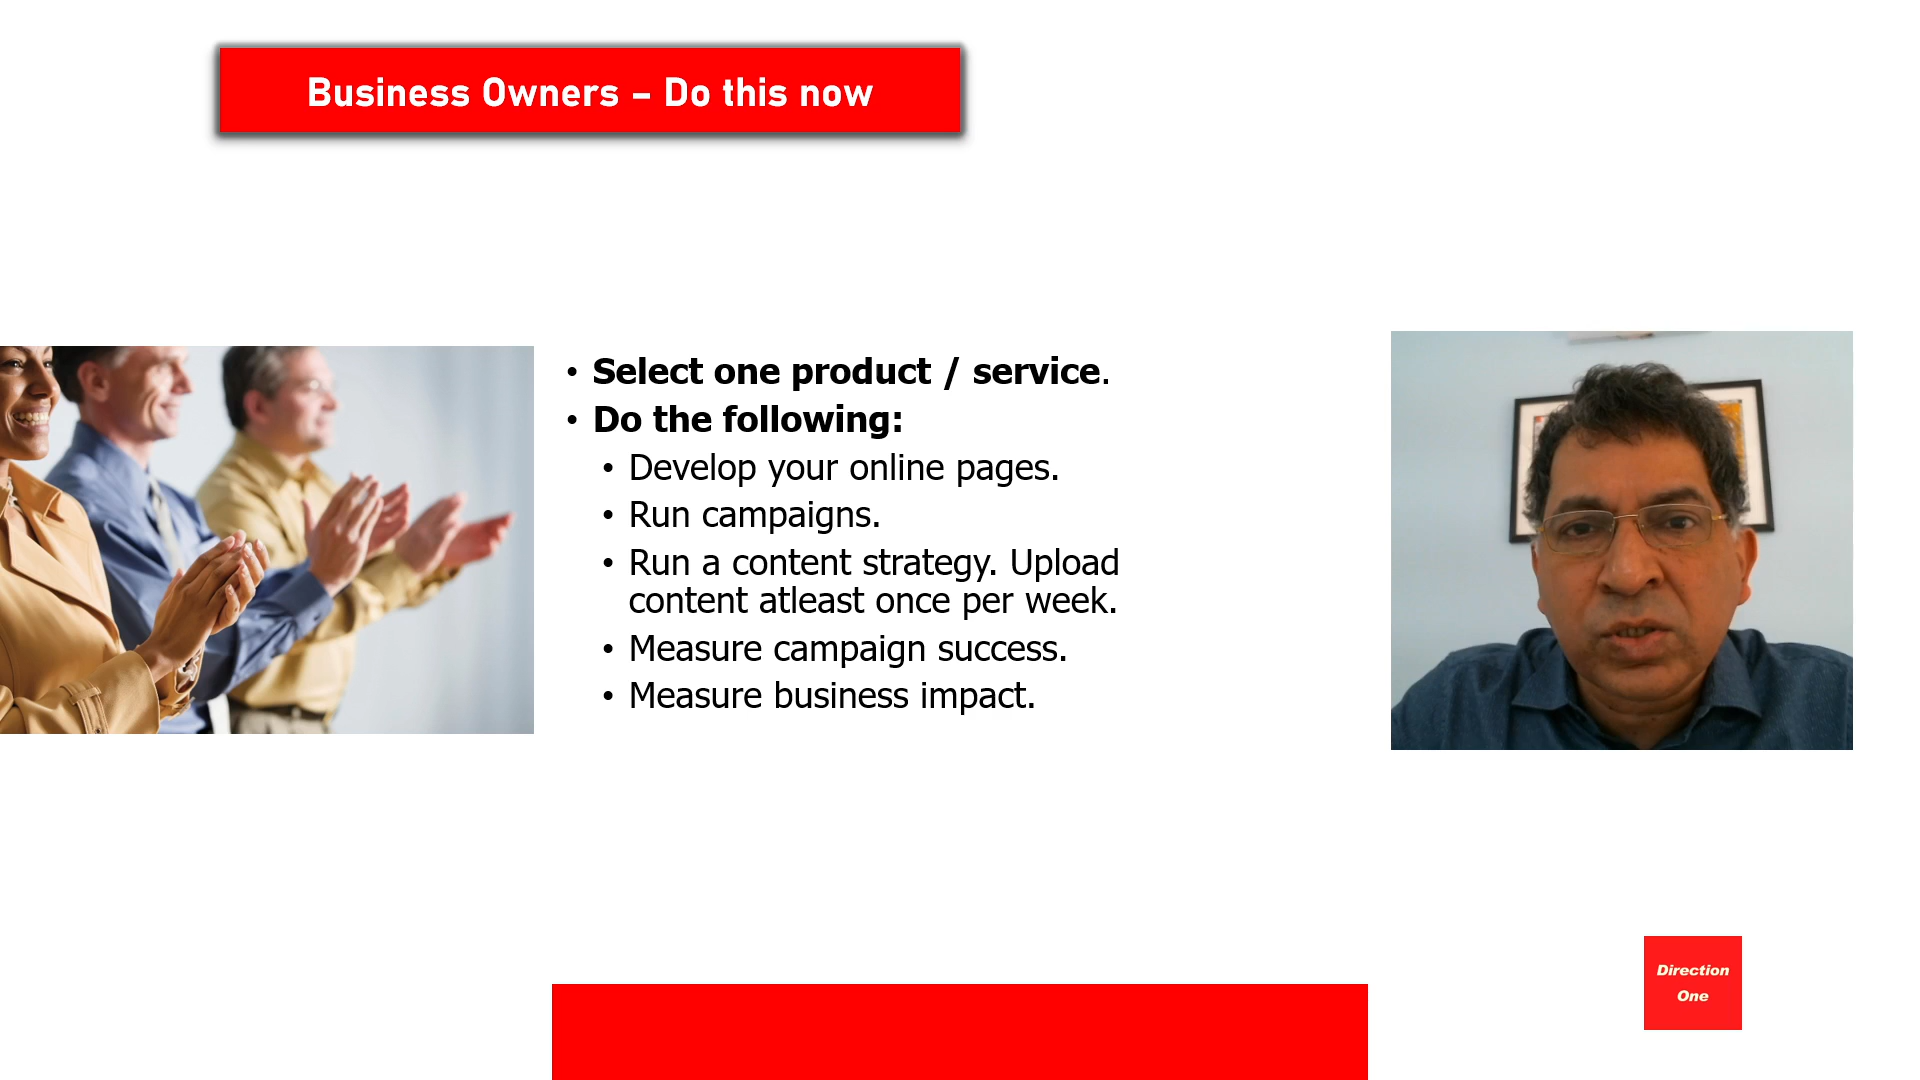 Business Owners – Do this now
• Select one product / service.
• Do the following:
• Develop your online pages.
• Run campaigns.
• Run a content strategy. Upload
content atleast once per week.
• Measure campaign success.
• Measure business impact.
Direction
One